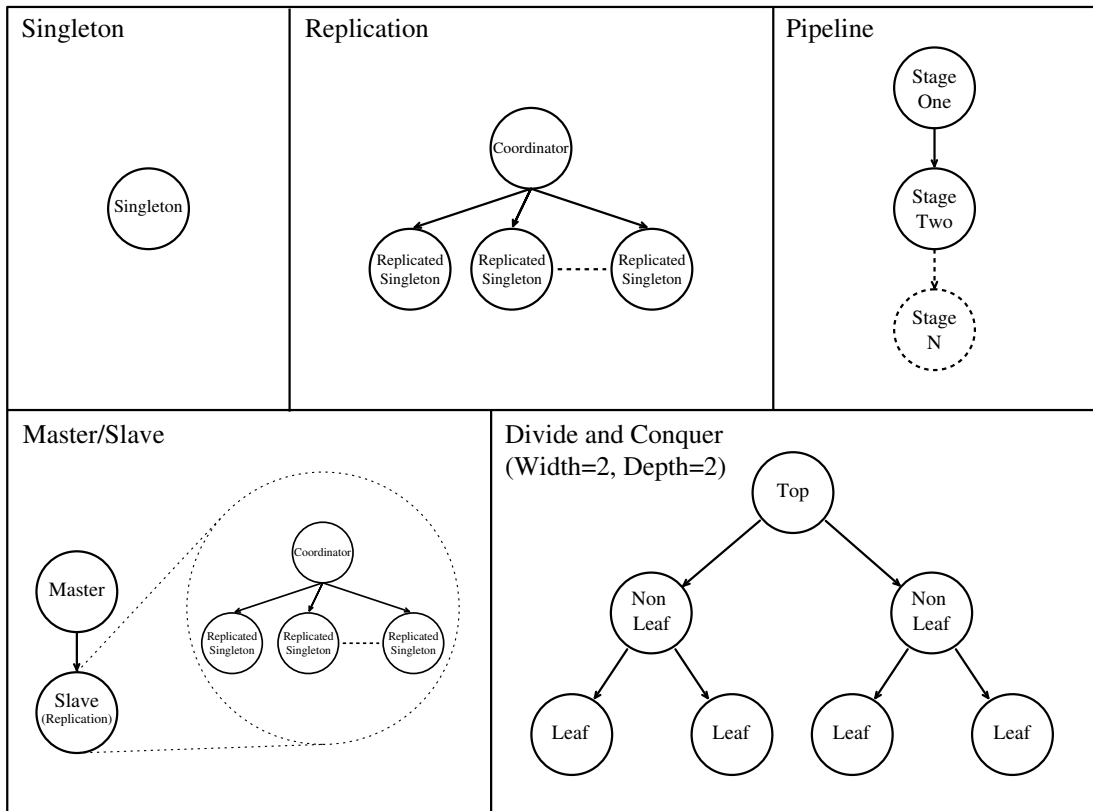 Singleton
Singleton
Replication
Coordinator
Replicated
Singleton
Replicated
Singleton
Replicated
Singleton
Pipeline
Stage
One
Stage
Two
Stage
N
Master/Slave
Master
Slave
(Replication)
Coordinator
Replicated
Singleton
Replicated
Singleton
Replicated
Singleton
Divide and Conquer
(Width=2, Depth=2)
Top
Non
Leaf
Non
Leaf
Leaf
Leaf
Leaf
Leaf